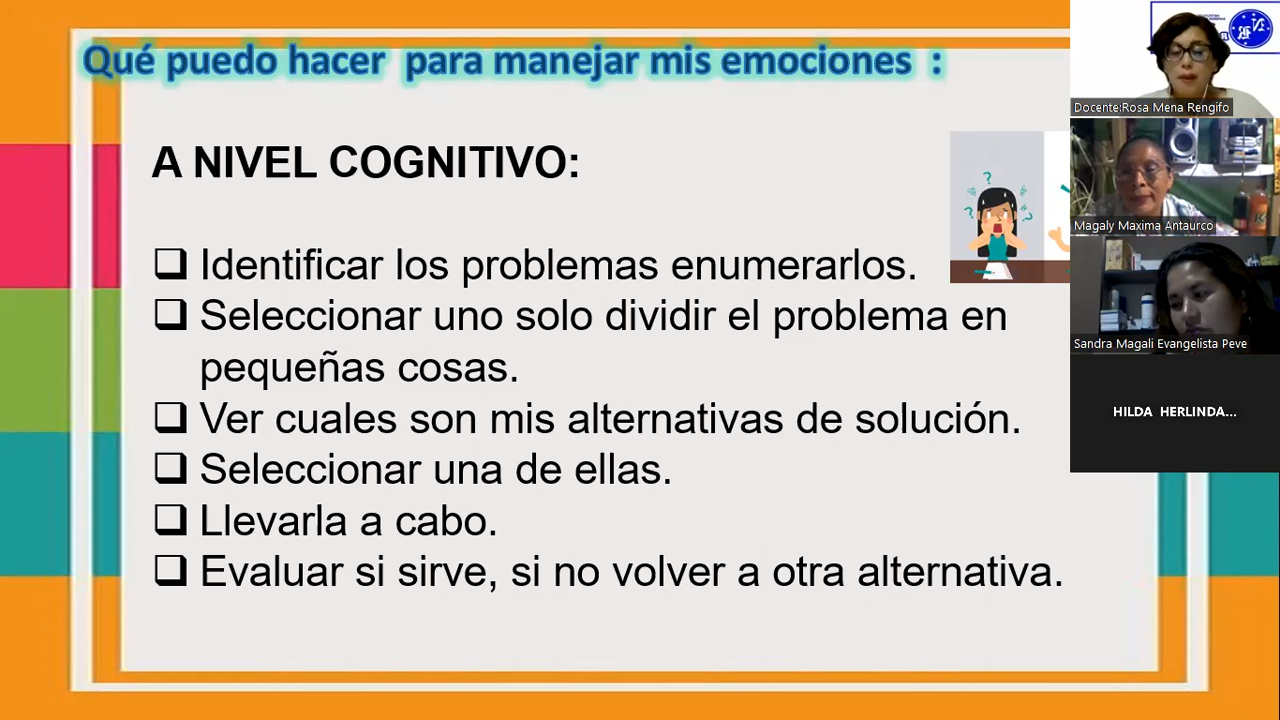 Qué puedo hacer para manejar mis emociones :
A NIVEL COGNITIVO:
Identificar los problemas enumerarlos.
Seleccionar uno solo dividir el problema en
pequeñas cosas.
Ver cuales son mis alternativas de solución.
Seleccionar una de ellas.
Llevarla a cabo.
Evaluar si sirve, si no volver a otra alternativa.
Docente:Rosa Mena Rengifo
Magaly Maxima Antaurco
Sandra Magali Evangelista Peve
HILDA HERLINDA...